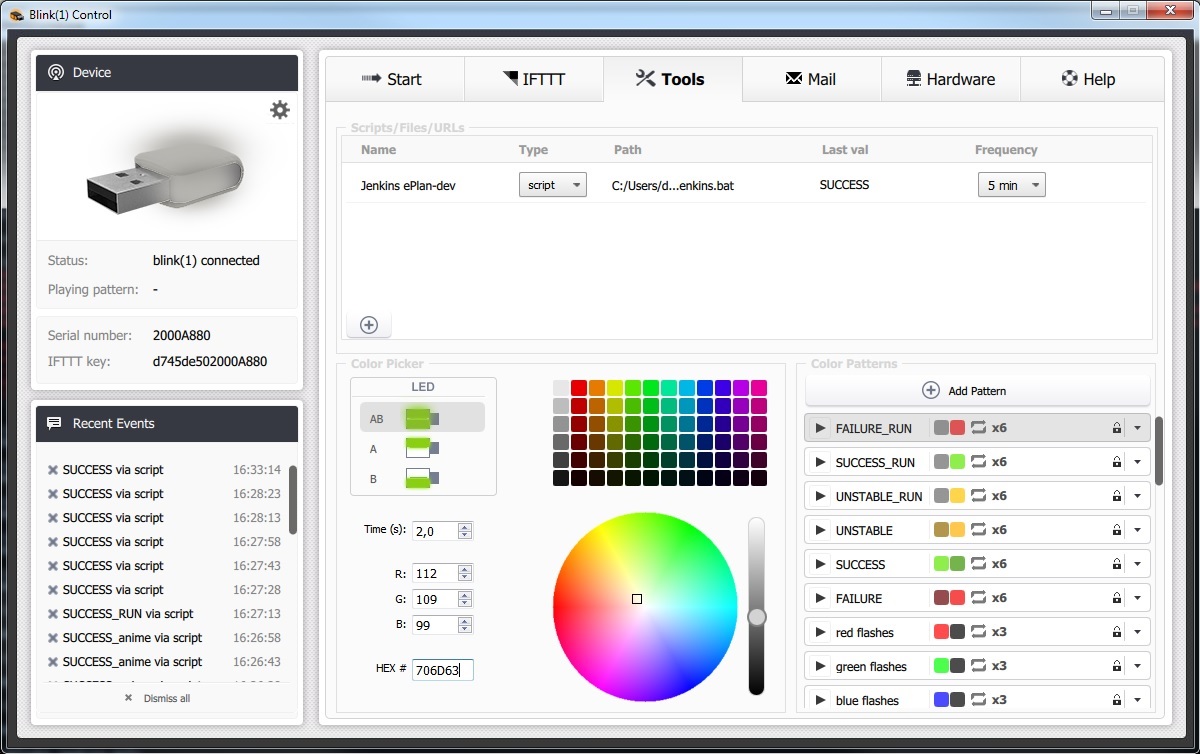 Blink(1) Control
Device
Status: blink(1) connected
Playing pattern: -
Serial number: 2000A880
IFTTT key: d745de502000A880
Recent Events
SUCCESS via script 16:33:14
SUCCESS via script 16:28:23
SUCCESS via script 16:28:13
SUCCESS via script 16:27:58
SUCCESS via script 16:27:43
SUCCESS via script 16:27:28
SUCCESS_RUN via script 16:27:13
SUCCESS_anime via script 16:26:58
SUCCESS_anime via script 16:26:43
Dismiss all
Start IFTTT Tools Mail Hardware Help
Scripts/Files/URLs
Name Type Path Last val Frequency
Jenkins ePlan-dev script C:/Users/d...enkins.bat SUCCESS 5 min
Color Picker
LED
AB
A
B
Time (s): 2,0
R: 112
G: 109
B: 99
HEX # 706D63
Color Patterns
Add Pattern
FAILURE_RUN x6
SUCCESS_RUN x6
UNSTABLE_RUN x6
UNSTABLE x6
SUCCESS x6
FAILURE x6
red flashes x3
green flashes x3
blue flashes x3